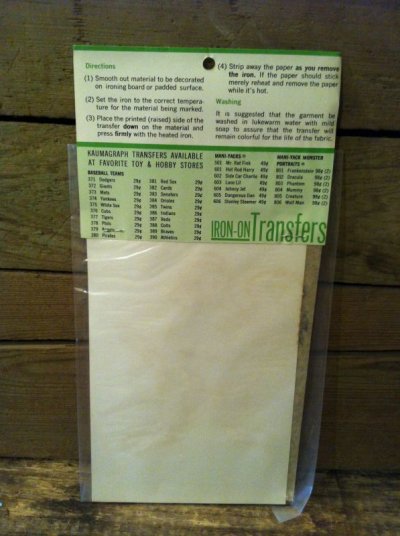 Directions
(1) Smooth out material to be decorated
on ironing board or padded surface.
(2) Set the iron to the correct tempera-
ture for the material being marked.
(3) Place the printed (raised) side of the
transfer down on the material and
press firmly with the heated iron.
(4) Strip away the paper as you remove
the iron. If the paper should stick
merely reheat and remove the paper
while it's hot.
Washing
It is suggested that the garment be
washed in lukewarm water with mild
soap to assure that the transfer will
remain colorful for the life of the fabric.
KAUMAGRAPH TRANSFERS AVAILABLE
AT FAVORITE TOY & HOBBY STORES
BASEBALL TEAMS
371 Dodgers 29¢
372 Giants 29¢
373 Mets 29¢
374 Yankees 29¢
375 White Sox 29¢
376 Cubs 29¢
377 Tigers 29¢
378 Phils 29¢
379 29¢
380 Pirates 29¢
381 Red Sox 29¢
382 Cards 29¢
383 Senators 29¢
384 Orioles 29¢
385 Twins 29¢
386 Indians 29¢
387 Reds 29¢
388 Colts 29¢
389 Braves 29¢
390 Athletics 29¢
Mr. Rat Fink 49¢
Hot Rod Harry 49¢
602 Side Car Charlie 49¢
603 49¢
604 Johnny Jet 49¢
605 Dangerous Dan 49¢
606 Stanley Steamer 49¢
MONSTER
PORTRAITS
801 Frankenstein 98¢ (2)
802 Dracula 98¢ (2)
803 Phantom 98¢ (2)
804 Mummy 98¢ (2)
805 Creature 98¢ (2)
806 Wolf Man 98¢ (2)
IRON-ON Transfers